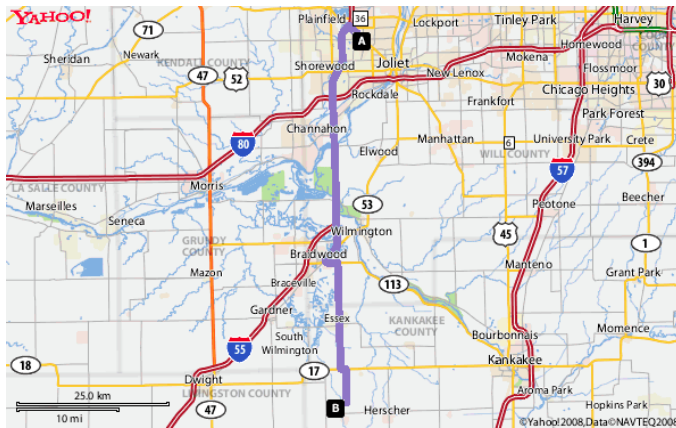 YAHOO!
Plainfield
36
Lockport
Tinley Park
Harvey
71
A
Homewood
COUNTY
Sheridan
Newark
KENDALL COUNTY
47
52
Shorewood
Joliet
Mokena
Flossmoor
New Lenox
30
Rockdale
Frankfort
Chicago Heights
Channahon
Park Forest
80
Manhattan
6
University Park
Crete
Elwood
WILL COUNTY
394
57
LA SALLE COUNTY
Morris
Marseilles
53
Peotone
Beecher
Seneca
Wilmington
45
GRUNDY
COUNTY
1
Braidwood
Manteno
Mazon
Braceville
113
Grant Park
Gardner
Essex
KANKAKEE
COUNTY
Momence
South
Wilmington
Bourbonnais
55
18
17
Kankakee
Dwight
LIVINGSTON COUNTY
Aroma Park
25.0 km
47
B
Herscher
Hopkins Park
10 mi
©Yahoo!2008,Data©NAVTEQ2008